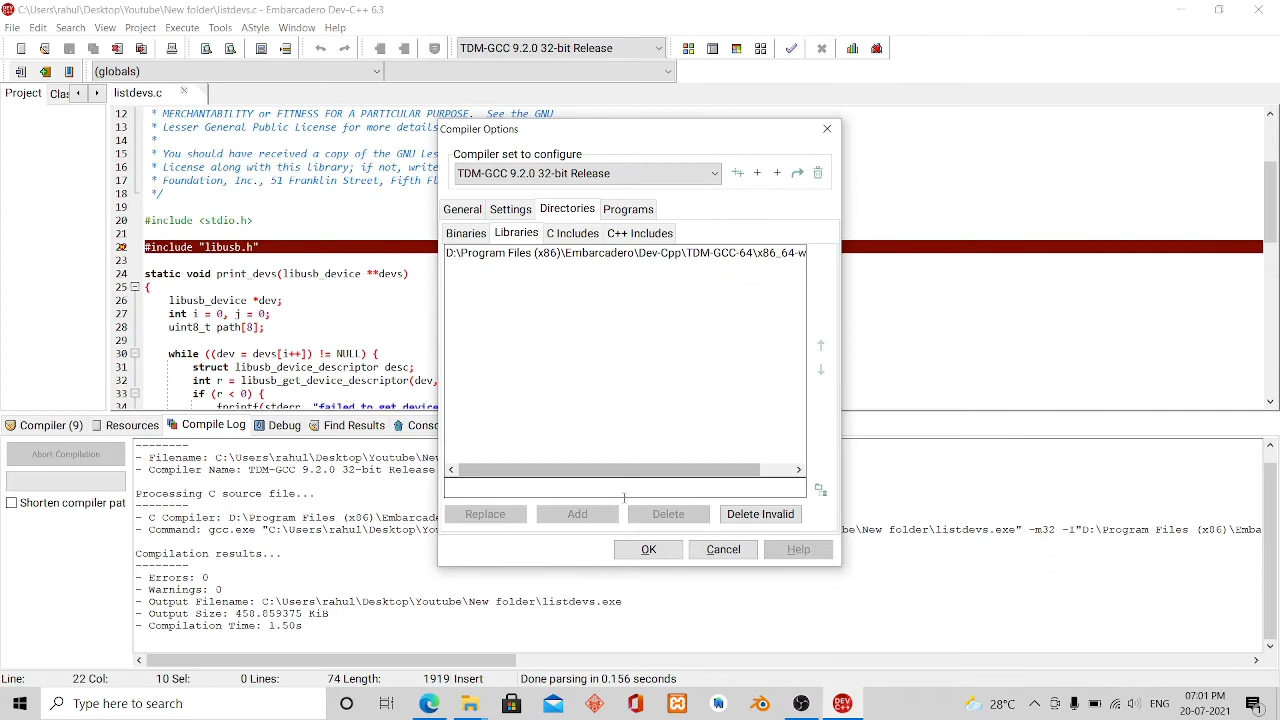 C:\Users\rahul\Desktop\Youtube\New folder\listdevs.c - Embarcadero Dev-C++ 6.3
File Edit Search View Project Execute Tools AStyle Window Help
TDM-GCC 9.2.0 32-bit Release
(globals)
Project Clas listdevs.c
12 * MERCHANTABILITY or FITNESS FOR A PARTICULAR PURPOSE. See the GNU
13 * Lesser General Public License for more details
14 *
15 * You should have received a copy of the GNU Les
16 * License along with this library; if not, write
17 * Foundation, Inc., 51 Franklin Street, Fifth Fl
18 */
19
20 #include <stdio.h>
21
#include "libusb.h"
23
24 static void print_devs(libusb_device **devs)
25 {
26 libusb_device *dev;
27 int i = 0, j = 0;
28 uint8_t path[8];
29
30 while ((dev = devs[i++]) != NULL) {
31 struct libusb_device_descriptor desc;
32 int r = libusb_get_device_descriptor(dev,
33 if (r < 0) {
34 fprintf(stderr, "failed to get device
Compiler Options
Compiler set to configure
TDM-GCC 9.2.0 32-bit Release
General Settings Directories Programs
Binaries Libraries C Includes C++ Includes
D:\Program Files (x86)\Embarcadero\Dev-Cpp\TDM-GCC-64\x86_64-w
Replace Add Delete Delete Invalid
OK Cancel Help
Compiler (9) Resources Compile Log Debug Find Results Conso
Abort Compilation
Shorten compiler pat
--------
- Filename: C:\Users\rahul\Desktop\Yout
- Compiler Name: TDM-GCC 9.2.0 32-bit Release
Processing C source file...
--------
- C Compiler: D:\Program Files (x86)\Embarc
- Command: gcc.exe "C:\Users\rahul\Desktop\Yout
be\New folder\listdevs.exe" -m32 -I"D:\Program Files (x86)\Emba
Compilation results...
--------
- Errors: 0
- Warnings: 0
- Output Filename: C:\Users\rahul\Desktop\Youtube\New folder\listdevs.exe
- Output Size: 458.859375 KiB
- Compilation Time: 1.50s
Line: 22 Col: 10 Sel: 0 Lines: 74 Length: 1919 Insert Done parsing in 0.156 seconds
Type here to search
28°C ENG 07:01 PM
20-07-2021